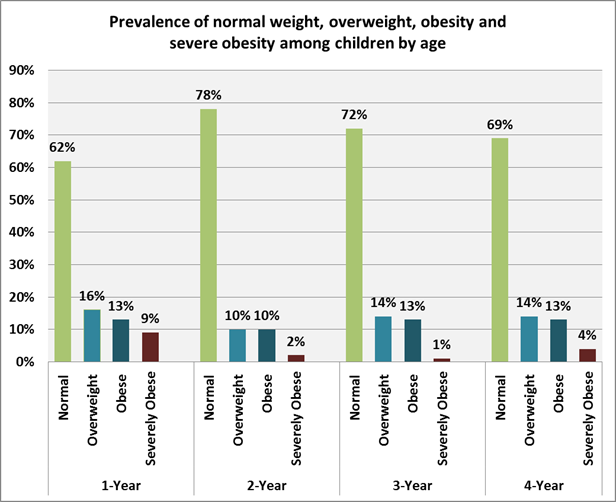 Prevalence of normal weight, overweight, obesity and
severe obesity among children by age
90%
80%
70%
60%
50%
40%
30%
20%
10%
0%
62%
16%
13%
9%
78%
10%
10%
2%
72%
14%
13%
1%
69%
14%
13%
4%
Normal
Overweight
Obese
Severely Obese
Normal
Overweight
Obese
Severely Obese
Normal
Overweight
Obese
Severely Obese
Normal
Overweight
Obese
Severely Obese
1-Year
2-Year
3-Year
4-Year